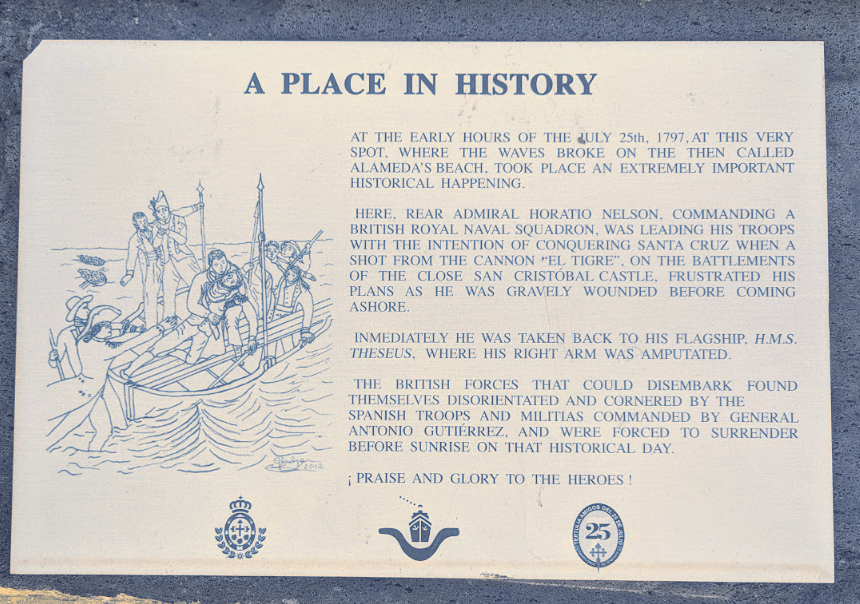 A PLACE IN HISTORY
AT THE EARLY HOURS OF THE JULY 25th, 1797, AT THIS VERY
SPOT, WHERE THE WAVES BROKE ON THE THEN CALLED
ALAMEDA'S BEACH, TOOK PLACE AN EXTREMELY IMPORTANT
HISTORICAL HAPPENING.
HERE, REAR ADMIRAL HORATIO NELSON, COMMANDING A
BRITISH ROYAL NAVAL SQUADRON, WAS LEADING HIS TROOPS
WITH THE INTENTION OF CONQUERING SANTA CRUZ WHEN A
SHOT FROM THE CANNON "EL TIGRE", ON THE BATTLEMENTS
OF THE CLOSE SAN CRISTÓBAL CASTLE, FRUSTRATED HIS
PLANS AS HE WAS GRAVELY WOUNDED BEFORE COMING
ASHORE.
INMEDIATELY HE WAS TAKEN BACK TO HIS FLAGSHIP, H.M.S.
THESEUS, WHERE HIS RIGHT ARM WAS AMPUTATED.
THE BRITISH FORCES THAT COULD DISEMBARK FOUND
THEMSELVES DISORIENTATED AND CORNERED BY THE
SPANISH TROOPS AND MILITIAS COMMANDED BY GENERAL
ANTONIO GUTIÉRREZ, AND WERE FORCED TO SURRENDER
BEFORE SUNRISE ON THAT HISTORICAL DAY.
¡ PRAISE AND GLORY TO THE HEROES !
2012
TERTULIA AMIGOS DEL 25 DE JULIO
25